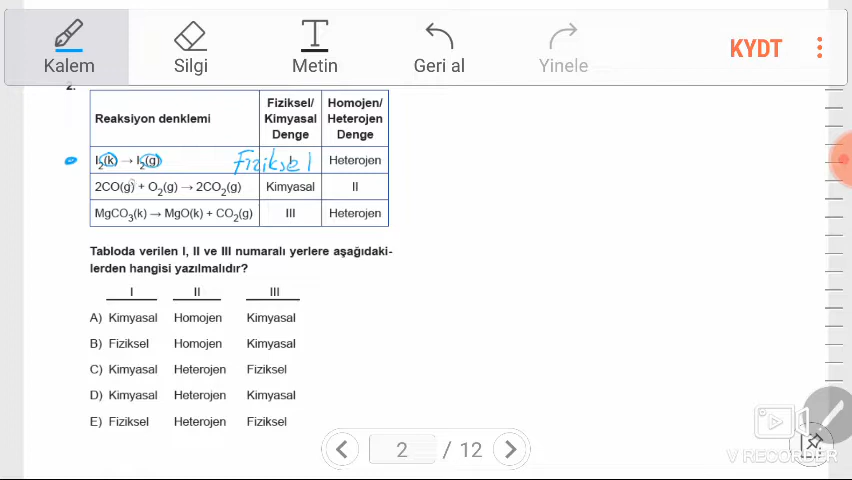 Kalem
Silgi
Metin
Geri al
Yinele
KYDT
2.
Reaksiyon denklemi
Fiziksel/
Kimyasal
Denge
Homojen/
Heterojen
Denge
I₂(k) → I₂(g)
Fiziksel
I
Heterojen
2CO(g) + O₂(g) → 2CO₂(g)
Kimyasal
II
MgCO₃(k) → MgO(k) + CO₂(g)
III
Heterojen
Tabloda verilen I, II ve III numaralı yerlere aşağıdaki-
lerden hangisi yazılmalıdır?
I II III
A) Kimyasal Homojen Kimyasal
B) Fiziksel Homojen Kimyasal
C) Kimyasal Heterojen Fiziksel
D) Kimyasal Heterojen Kimyasal
E) Fiziksel Heterojen Fiziksel
2 / 12
V RECORDER